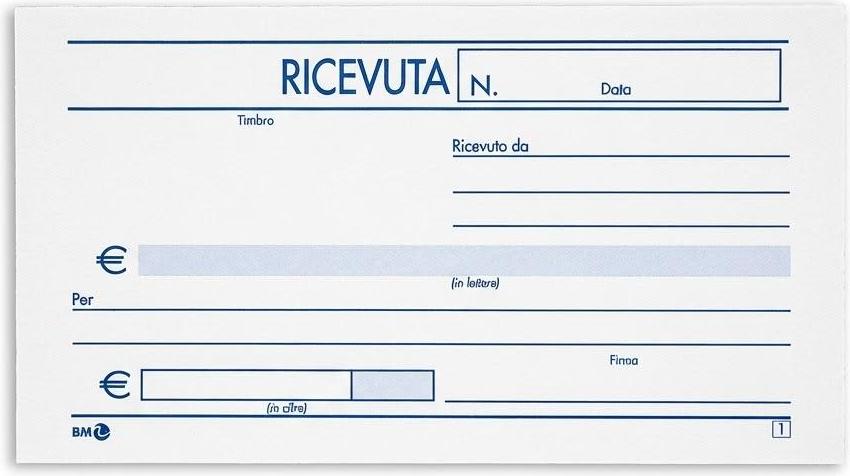 RICEVUTA N. Data
Timbro
Ricevuto da
€
(in lettere)
Per
Firma
€
(in cifre)
BM
1